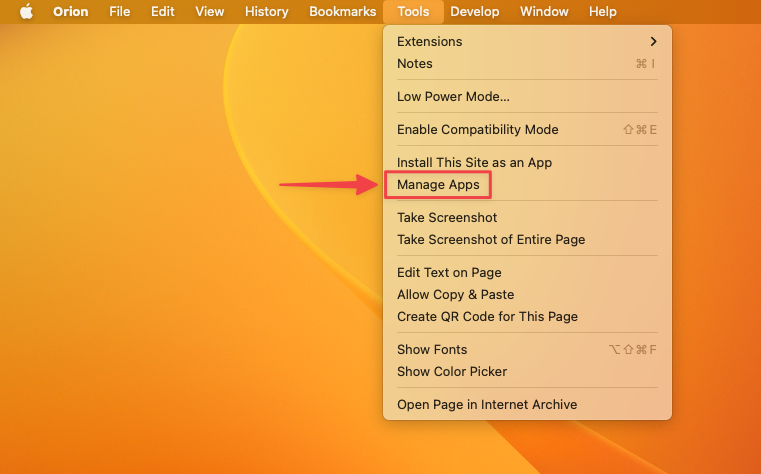 Orion File Edit View History Bookmarks Tools Develop Window Help
Extensions
Notes ⌘ I
Low Power Mode...
Enable Compatibility Mode ⇧⌘E
Install This Site as an App
Manage Apps
Take Screenshot
Take Screenshot of Entire Page
Edit Text on Page
Allow Copy & Paste
Create QR Code for This Page
Show Fonts ⌥⇧⌘F
Show Color Picker
Open Page in Internet Archive